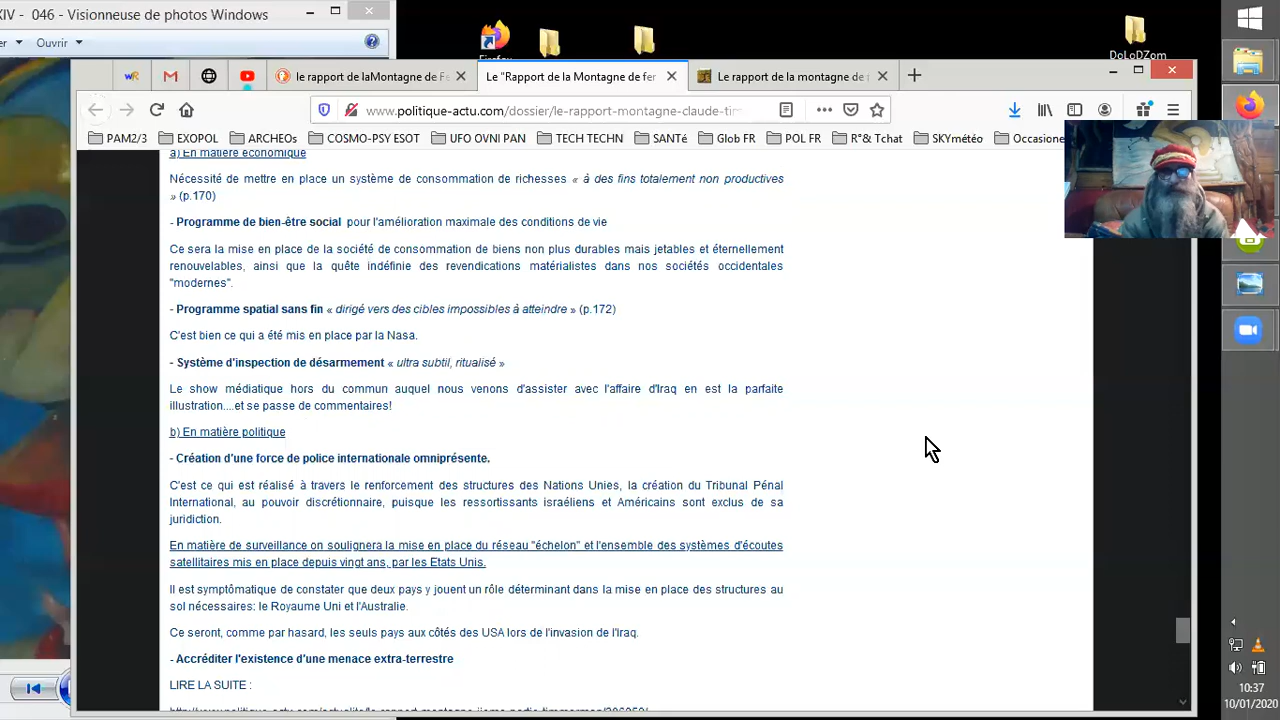 XIV - 046 - Visionneuse de photos Windows
Ouvrir
Firefox
DoLoDZom
le rapport de laMontagne de Fe
Le "Rapport de la Montagne de fer
Le rapport de la montagne de
www.politique-actu.com/dossier/le-rapport-montagne-claude-tim
PAM2/3 EXOPOL ARCHEOs COSMO-PSY ESOT UFO OVNI PAN TECH TECHN SANTé Glob FR POL FR R°& Tchat SKYmétéo Occasione
a) En matière économique
Nécessité de mettre en place un système de consommation de richesses « à des fins totalement non productives
» (p.170)
- Programme de bien-être social pour l'amélioration maximale des conditions de vie
Ce sera la mise en place de la société de consommation de biens non plus durables mais jetables et éternellement
renouvelables, ainsi que la quête indéfinie des revendications matérialistes dans nos sociétés occidentales
"modernes".
- Programme spatial sans fin « dirigé vers des cibles impossibles à atteindre » (p.172)
C'est bien ce qui a été mis en place par la Nasa.
- Système d'inspection de désarmement « ultra subtil, ritualisé »
Le show médiatique hors du commun auquel nous venons d'assister avec l'affaire d'Iraq en est la parfaite
illustration....et se passe de commentaires!
b) En matière politique
- Création d'une force de police internationale omniprésente.
C'est ce qui est réalisé à travers le renforcement des structures des Nations Unies, la création du Tribunal Pénal
International, au pouvoir discrétionnaire, puisque les ressortissants israéliens et Américains sont exclus de sa
juridiction.
En matière de surveillance on soulignera la mise en place du réseau "échelon" et l'ensemble des systèmes d'écoutes
satellitaires mis en place depuis vingt ans, par les Etats Unis.
Il est symptômatique de constater que deux pays y jouent un rôle déterminant dans la mise en place des structures au
sol nécessaires: le Royaume Uni et l'Australie.
Ce seront, comme par hasard, les seuls pays aux côtés des USA lors de l'invasion de l'Iraq.
- Accréditer l'existence d'une menace extra-terrestre
LIRE LA SUITE :
10:37
10/01/2020